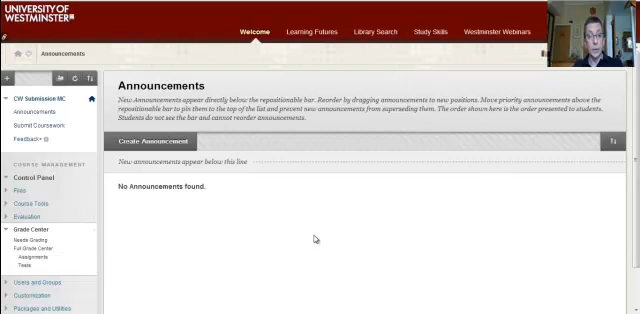 UNIVERSITY OF
WESTMINSTER
Welcome
Learning Futures
Library Search
Study Skills
Westminster Webinars
Announcements
CW Submission MC
Announcements
Submit Coursework
Feedback+
COURSE MANAGEMENT
Control Panel
Files
Course Tools
Evaluation
Grade Center
Needs Grading
Full Grade Center
Assignments
Tests
Users and Groups
Customization
Packages and Utilities
Announcements
New Announcements appear directly below the repositionable bar. Reorder by dragging announcements to new positions. Move priority announcements above the
repositionable bar to pin them to the top of the list and prevent new announcements from superseding them. The order shown here is the order presented to students.
Students do not see the bar and cannot reorder announcements.
Create Announcement
New announcements appear below this line
No Announcements found.